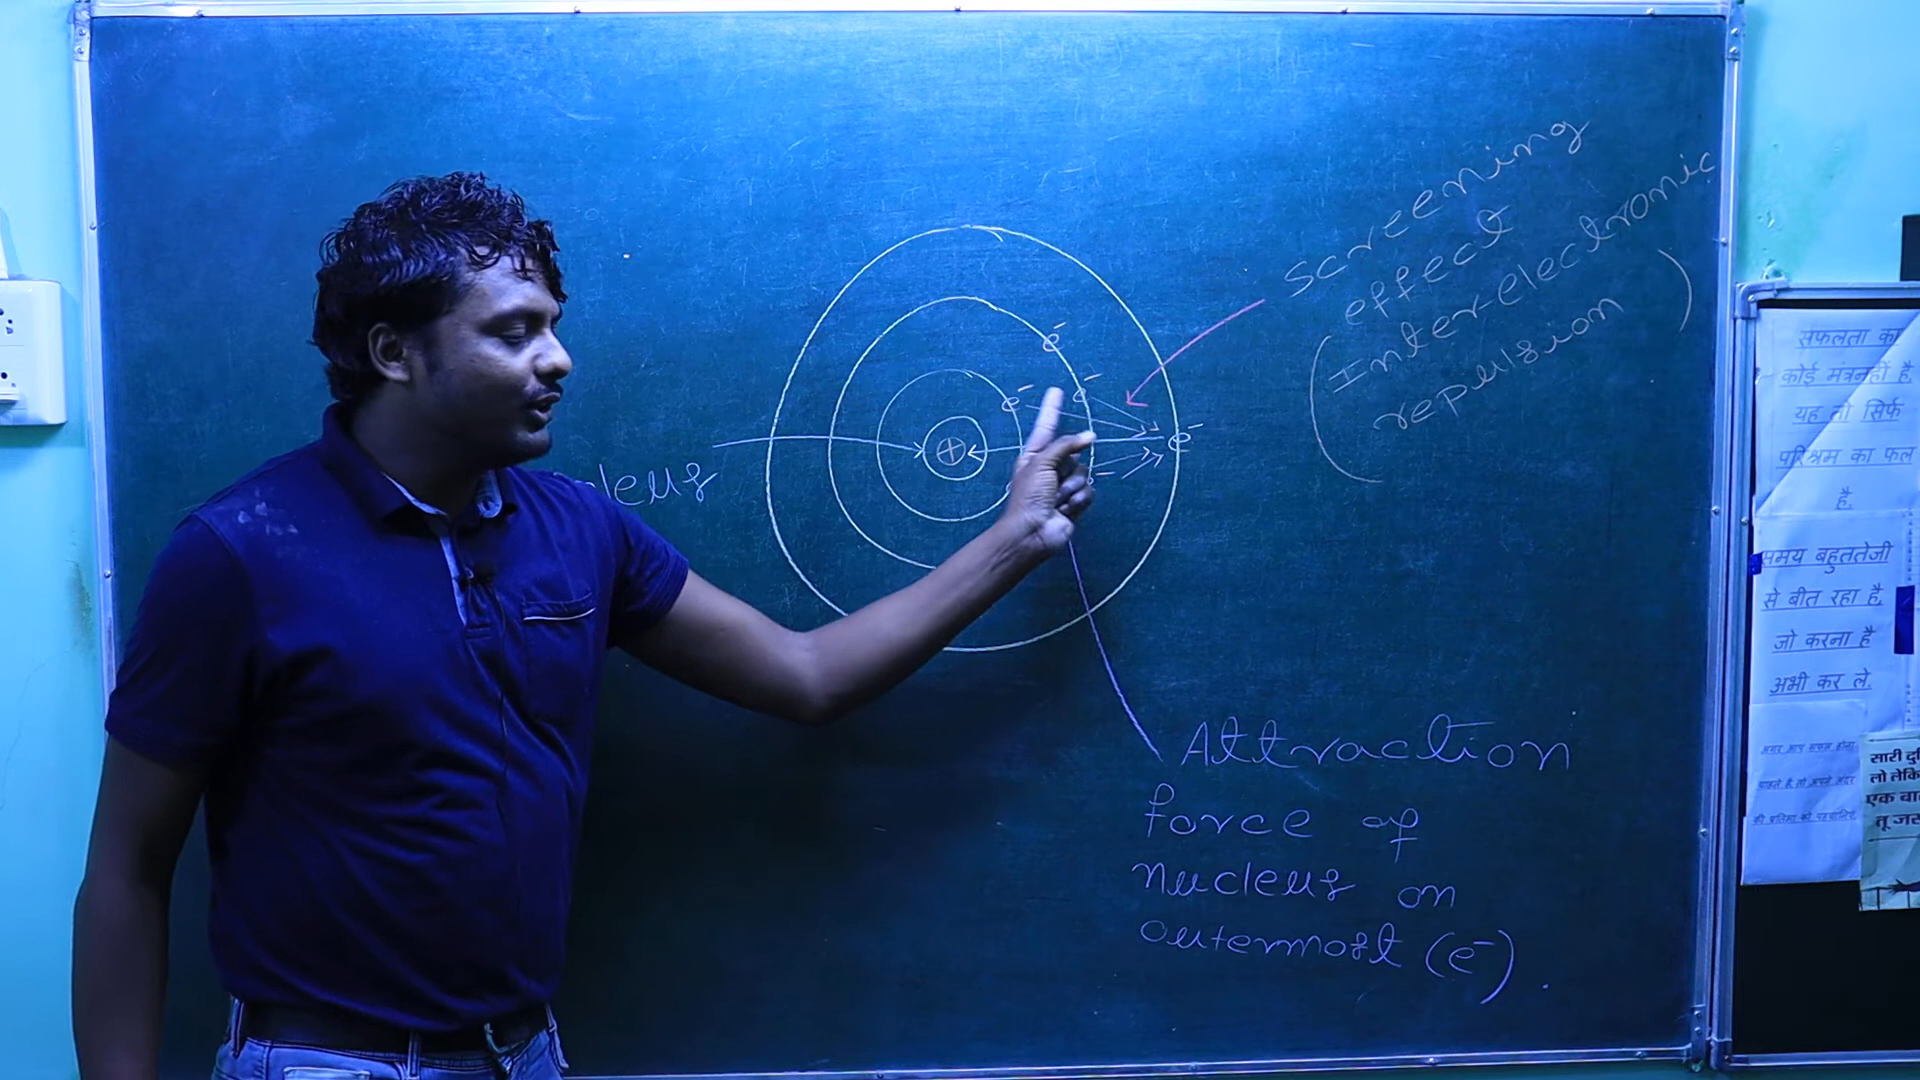 Screening
effect
(Inter-electronic
repulsion)
e⁻
e⁻
e⁻
e⁻
+
Attraction
force of
nucleus on
outermost (e⁻).
सफलता का
कोई मंत्र नहीं है.
यह तो सिर्फ
परिश्रम का फल
है.
समय बहुत तेजी
से बीत रहा है,
जो करना है
अभी कर ले.
सारी
लो
एक
तू